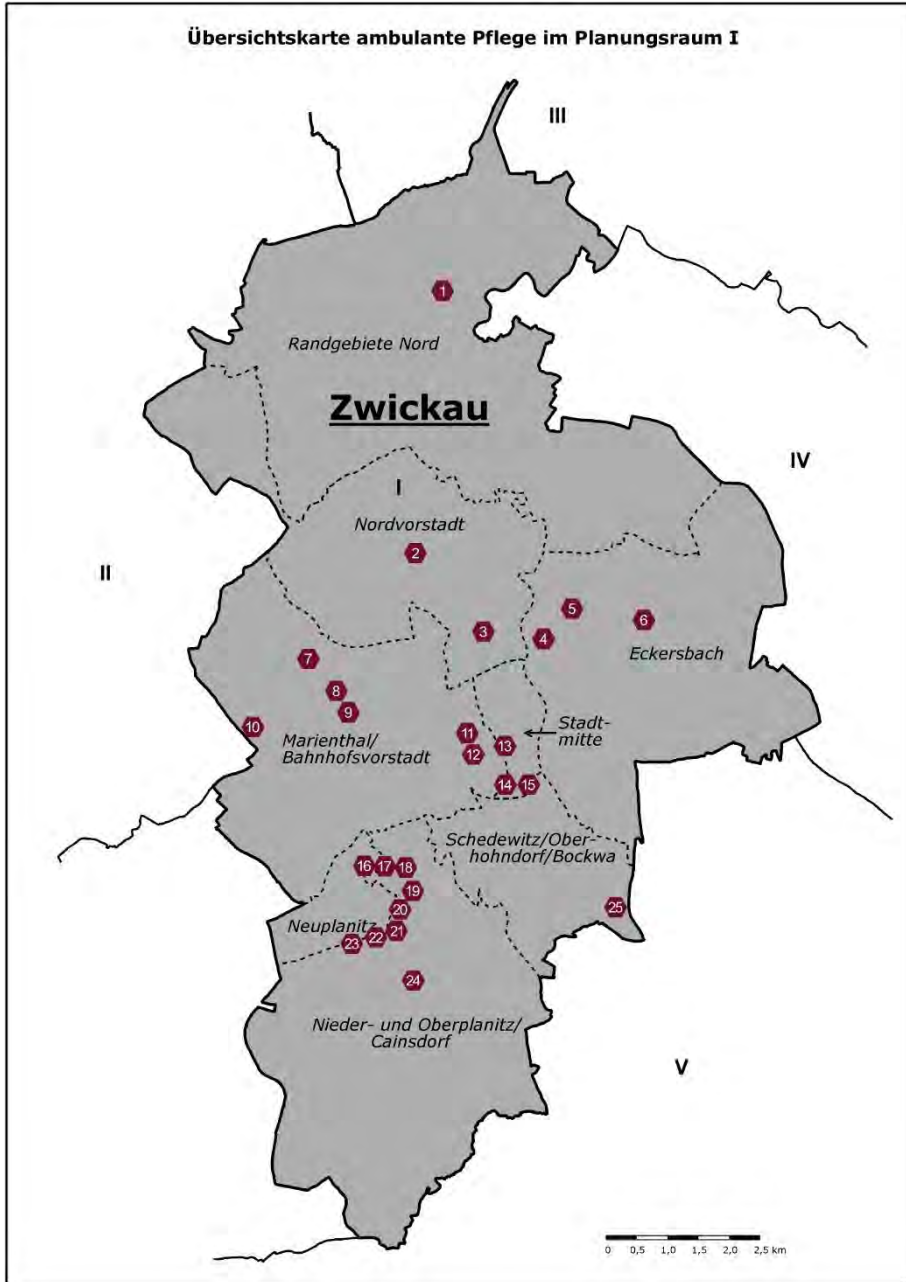 Übersichtskarte ambulante Pflege im Planungsraum I
III
1
Randgebiete Nord
Zwickau
IV
I
Nordvorstadt
2
II
5
6
3
4
Eckersbach
7
8
9
10
Marienthal/
Bahnhofsvorstadt
11
12
13
Stadt-
mitte
14
15
Schedewitz/Ober-
hohndorf/Bockwa
16
17
18
19
20
25
Neuplanitz
21
22
23
24
Nieder- und Oberplanitz/
Cainsdorf
V
0 0,5 1,0 2,0 2,5 km